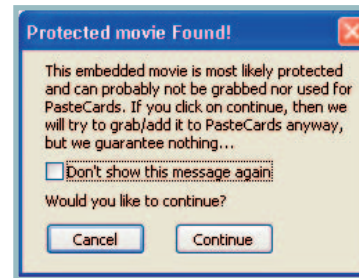 Protected movie Found!
This embedded movie is most likely protected
and can probably not be grabbed nor used for
PasteCards. If you click on continue, then we
will try to grab/add it to PasteCards anyway,
but we guarantee nothing...
Don't show this message again
Would you like to continue?
Cancel Continue